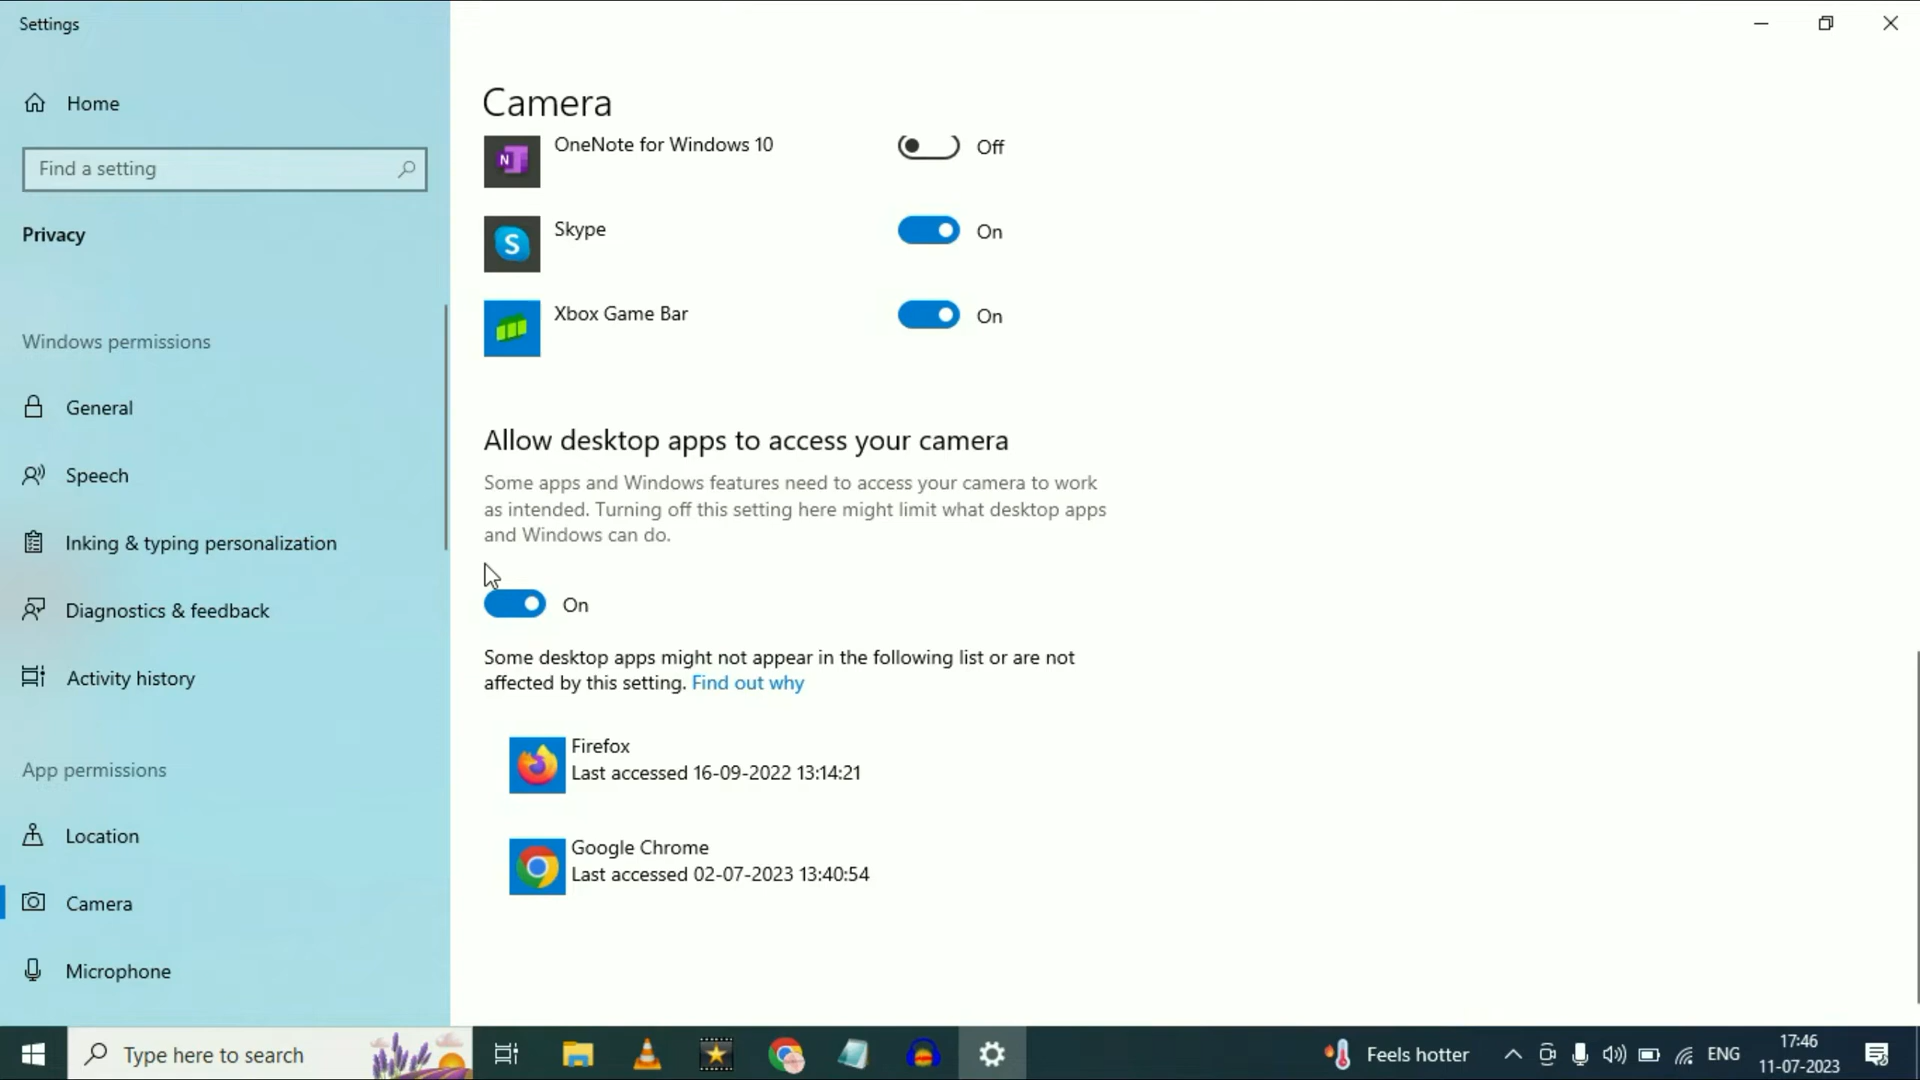 Settings
Home
Find a setting
Privacy
Windows permissions
General
Speech
Inking & typing personalization
Diagnostics & feedback
Activity history
App permissions
Location
Camera
Microphone
Camera
OneNote for Windows 10
Off
Skype
On
Xbox Game Bar
On
Allow desktop apps to access your camera
Some apps and Windows features need to access your camera to work
as intended. Turning off this setting here might limit what desktop apps
and Windows can do.
On
Some desktop apps might not appear in the following list or are not
affected by this setting. Find out why
Firefox
Last accessed 16-09-2022 13:14:21
Google Chrome
Last accessed 02-07-2023 13:40:54
Type here to search
Feels hotter
ENG
17:46
11-07-2023